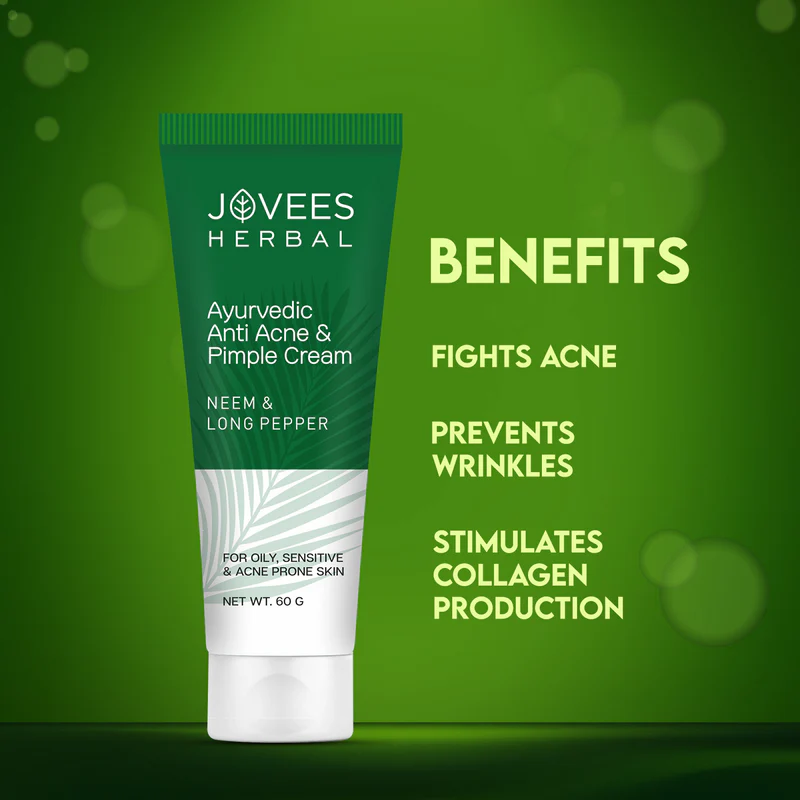 JOVEES
HERBAL
Ayurvedic
Anti Acne &
Pimple Cream
NEEM &
LONG PEPPER
FOR OILY, SENSITIVE
& ACNE PRONE SKIN
NET WT. 60 G
BENEFITS
FIGHTS ACNE
PREVENTS
WRINKLES
STIMULATES
COLLAGEN
PRODUCTION